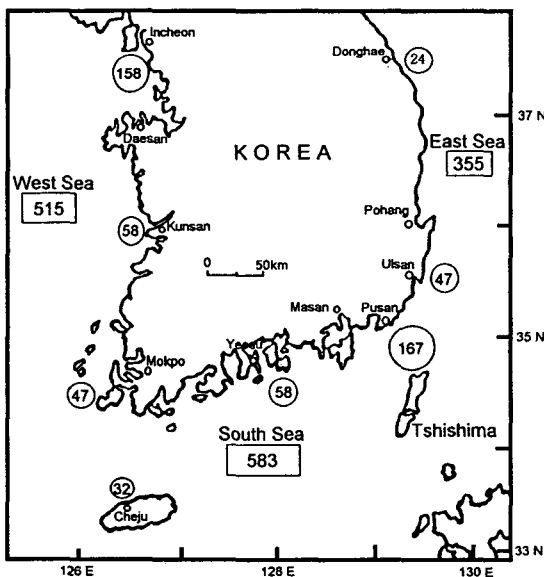 Incheon
Donghae
24
158
37 N
Daesan
KOREA
East Sea
355
West Sea
515
Pohang
58
Kunsan
0 50km
Ulsan
47
Masan
Pusan
35 N
Yeosu
167
Mokpo
47
58
Tshishima
South Sea
583
32
Cheju
33 N
126 E
128 E
130 E